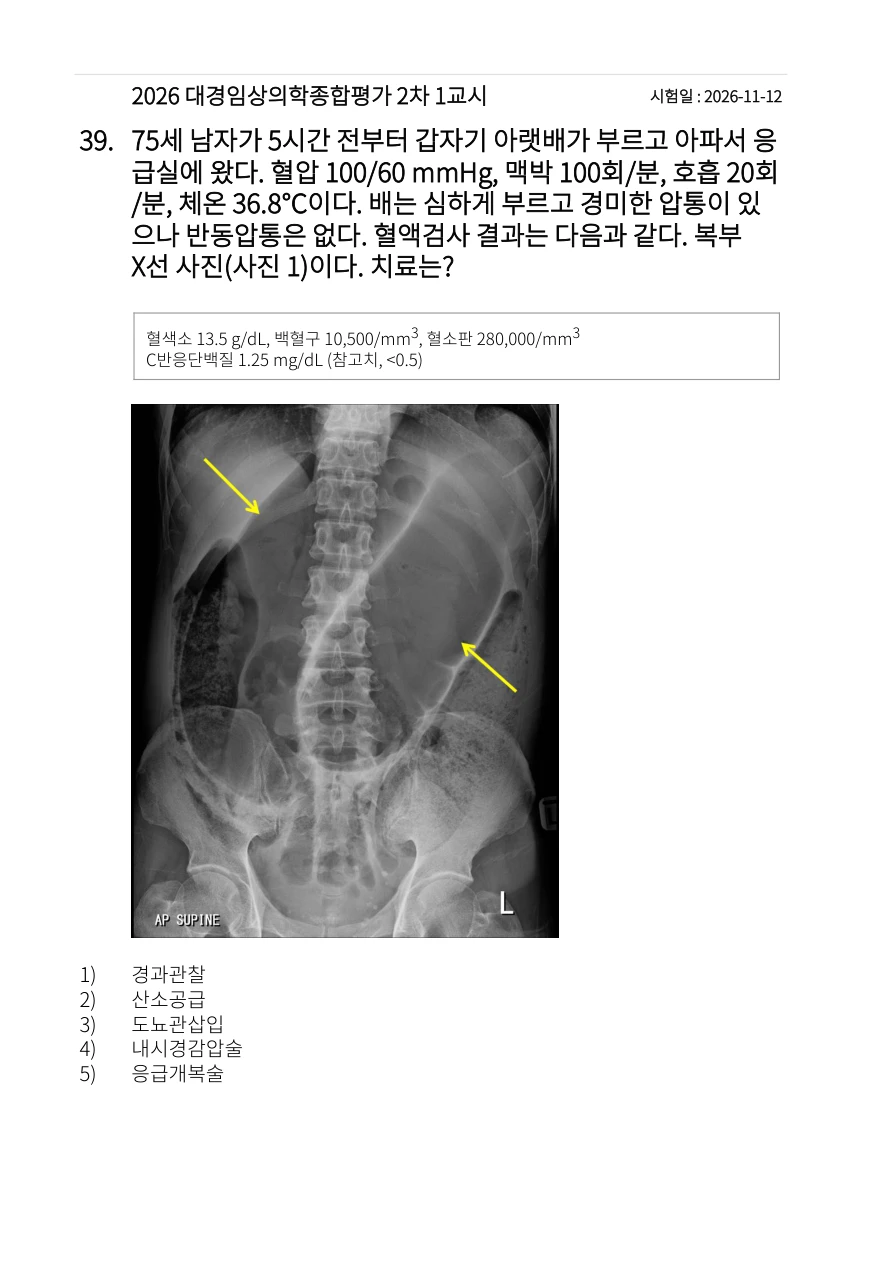 2026 대경임상의학종합평가 2차 1교시
시험일 : 2026-11-12
39. 75세 남자가 5시간 전부터 갑자기 아랫배가 부르고 아파서 응
급실에 왔다. 혈압 100/60 mmHg, 맥박 100회/분, 호흡 20회
/분, 체온 36.8℃이다. 배는 심하게 부르고 경미한 압통이 있
으나 반동압통은 없다. 혈액검사 결과는 다음과 같다. 복부
X선 사진(사진 1)이다. 치료는?
혈색소 13.5 g/dL, 백혈구 10,500/mm³, 혈소판 280,000/mm³
C반응단백질 1.25 mg/dL (참고치, <0.5)
L
AP SUPINE
1) 경과관찰
2) 산소공급
3) 도뇨관삽입
4) 내시경감압술
5) 응급개복술